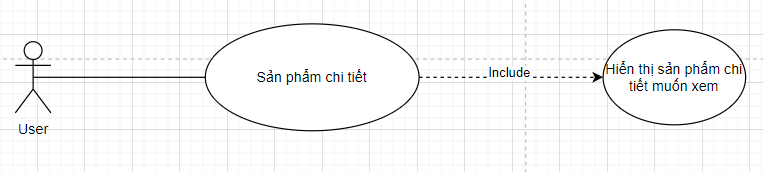 User
Sản phẩm chi tiết
Include
Hiển thị sản phẩm chi
tiết muốn xem